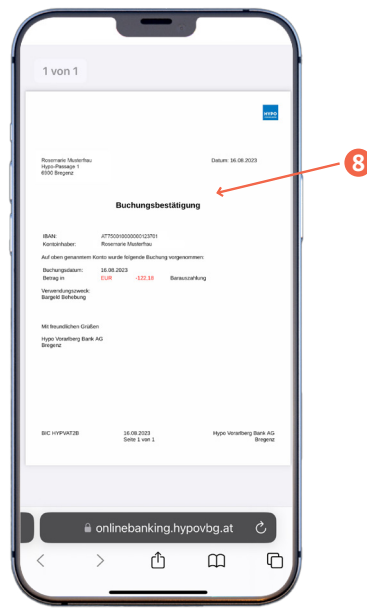 1 von 1
HYPO
Rosemarie Musterfrau
Datum: 16.08.2023
Hypo-Passage 1
6900 Bregenz
8
Buchungsbestätigung
IBAN:
Kontoinhaber: Rosemarie Musterfrau
Auf oben genanntem Konto wurde folgende Buchung vorgenommen:
Buchungsdatum: 16.08.2023
Betrag in EUR -122,18 Barauszahlung
Verwendungszweck:
Bargeld Behebung
Mit freundlichen Grüßen
Hypo Vorarlberg Bank AG
Bregenz
BIC HYPVAT2B 16.08.2023 Hypo Vorarlberg Bank AG
Seite 1 von 1 Bregenz
onlinebanking.hypovbg.at